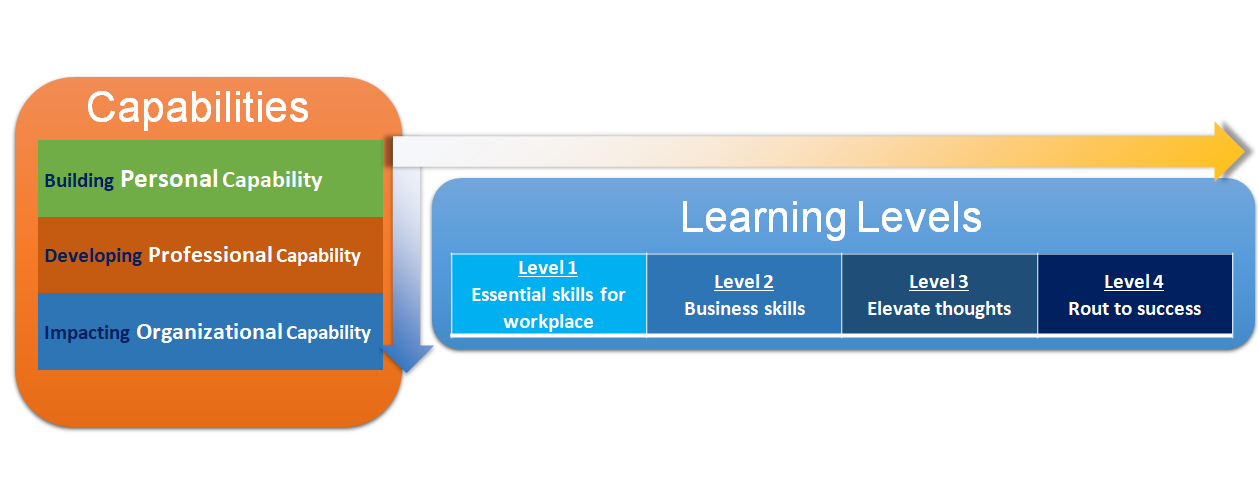 Capabilities
Building Personal Capability
Developing Professional Capability
Impacting Organizational Capability
Learning Levels
Level 1
Essential skills for
workplace
Level 2
Business skills
Level 3
Elevate thoughts
Level 4
Rout to success